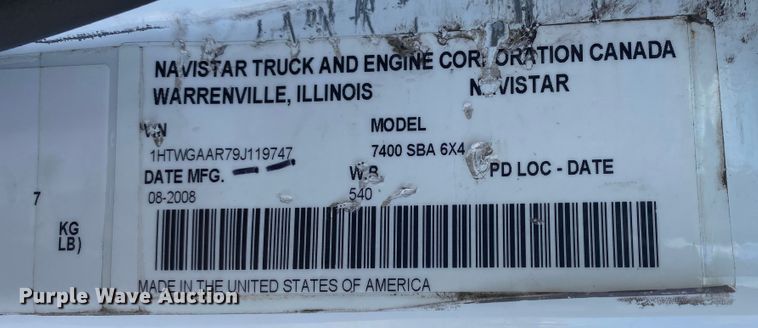 NAVISTAR TRUCK AND ENGINE CORPORATION CANADA
WARRENVILLE, ILLINOIS NAVISTAR
VIN MODEL
1HTWGAAR79J119747 7400 SBA 6X4
DATE MFG. W.B. PD LOC - DATE
08-2008 540
7
KG
LB)
MADE IN THE UNITED STATES OF AMERICA
Purple Wave Auction